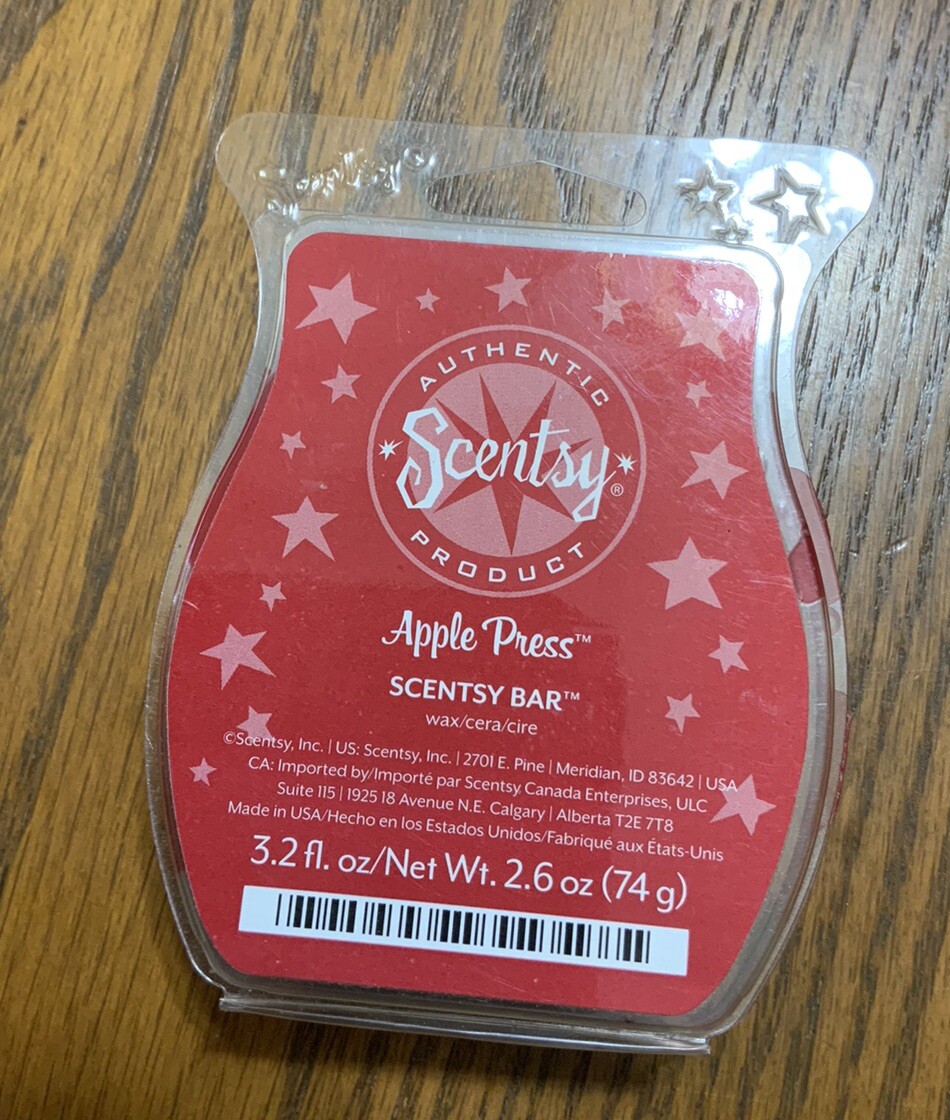 Scentsy®
AUTHENTIC
Scentsy®
PRODUCT
Apple Press™
SCENTSY BAR™
wax/cera/cire
©Scentsy, Inc. | US: Scentsy, Inc. | 2701 E. Pine | Meridian, ID 83642 | USA
CA: Imported by/Importé par Scentsy Canada Enterprises, ULC
Suite 115 | 1925 18 Avenue N.E. Calgary | Alberta T2E 7T8
Made in USA/Hecho en los Estados Unidos/Fabriqué aux États-Unis
3.2 fl. oz/Net Wt. 2.6 oz (74 g)